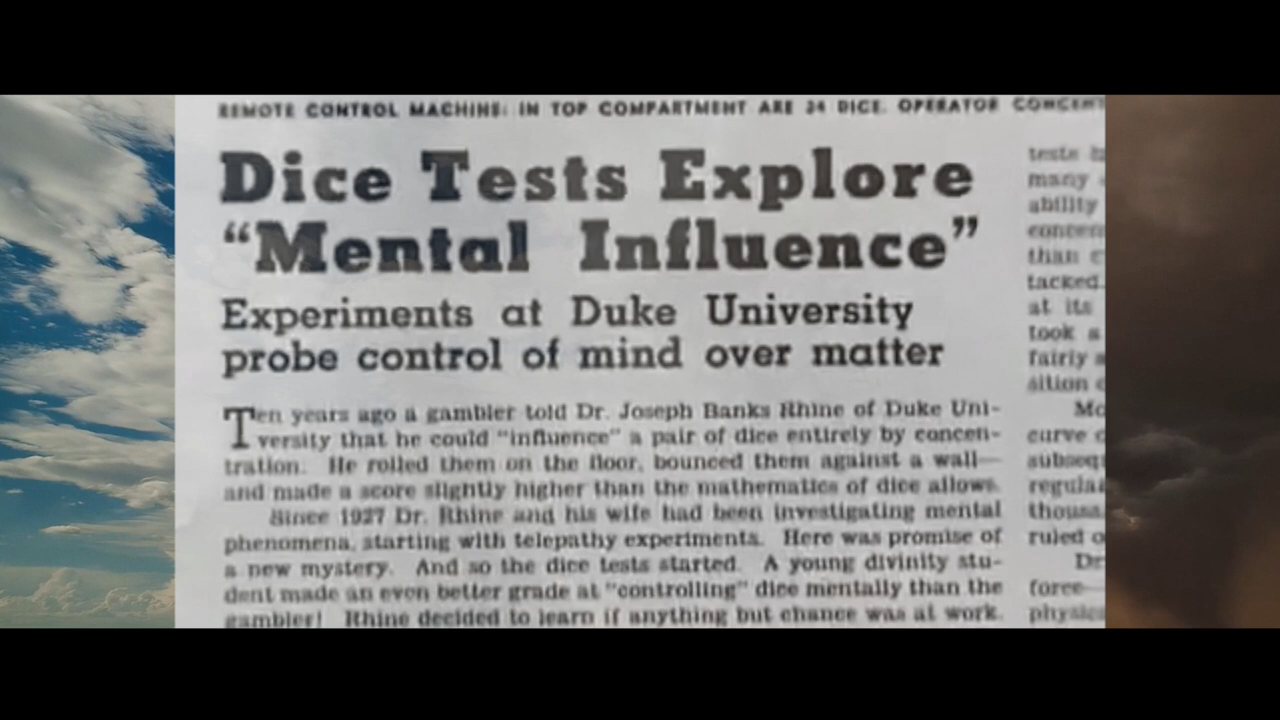 REMOTE CONTROL MACHINE: IN TOP COMPARTMENT ARE 24 DICE. OPERATOR
Dice Tests Explore
“Mental Influence”
Experiments at Duke University
probe control of mind over matter
Ten years ago a gambler told Dr. Joseph Banks Rhine of Duke Uni-
versity that he could “influence” a pair of dice entirely by concen-
tration. He rolled them on the floor, bounced them against a wall—
and made a score slightly higher than the mathematics of dice allows.
Since 1927 Dr. Rhine and his wife had been investigating mental
phenomena, starting with telepathy experiments. Here was promise of
a new mystery. And so the dice tests started. A young divinity stu-
dent made an even better grade at “controlling” dice mentally than the
gambler! Rhine decided to learn if anything but chance was at work.
tests
many
ability
than
tacked.
at its
took a
fairly
curve
ruled
force—